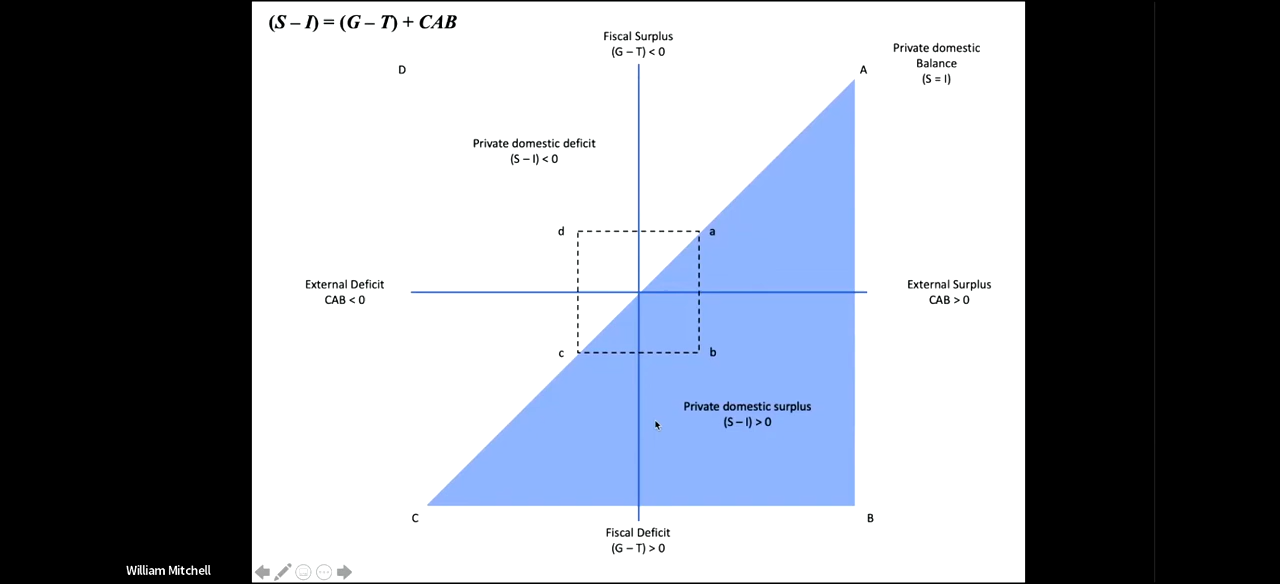 (S – I) = (G – T) + CAB
Fiscal Surplus
(G – T) < 0
D
A
Private domestic
Balance
(S = I)
Private domestic deficit
(S – I) < 0
d
a
External Deficit
CAB < 0
External Surplus
CAB > 0
c
b
Private domestic surplus
(S – I) > 0
C
B
Fiscal Deficit
(G – T) > 0
William Mitchell